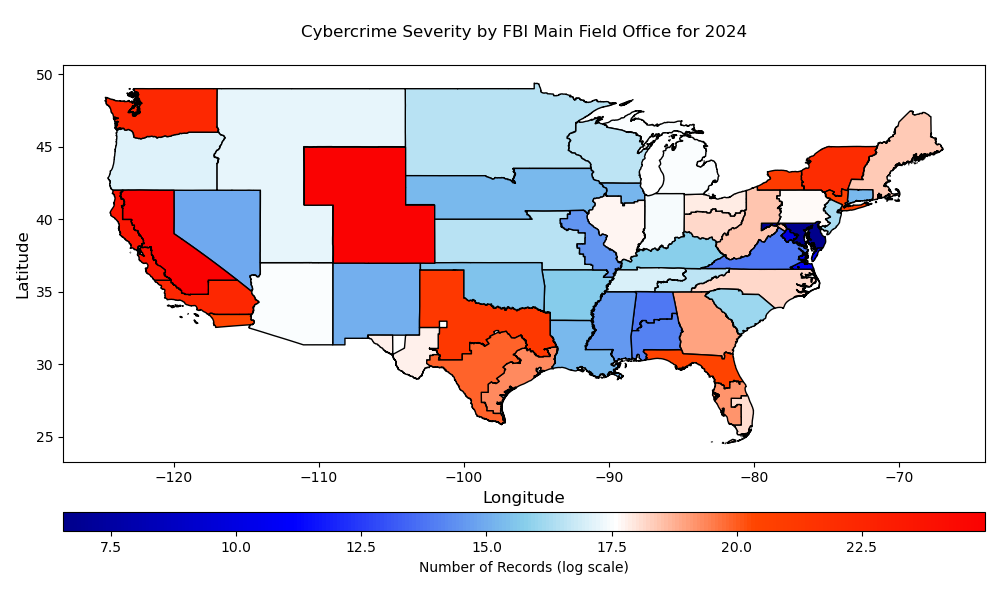 Cybercrime Severity by FBI Main Field Office for 2024
50
45
40
35
30
25
Latitude
−120 −110 −100 −90 −80 −70
Longitude
7.5 10.0 12.5 15.0 17.5 20.0 22.5
Number of Records (log scale)